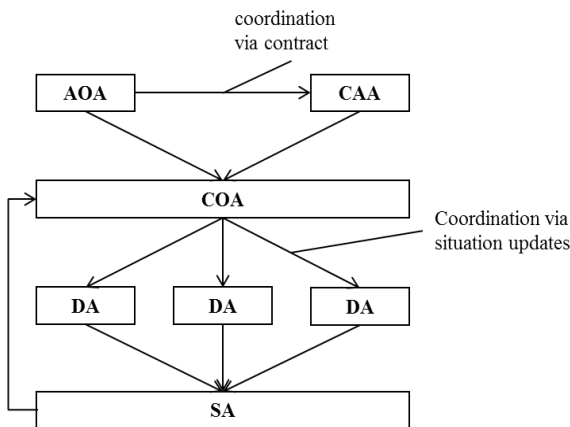 coordination
via contract
AOA
CAA
COA
Coordination via
situation updates
DA
DA
DA
SA